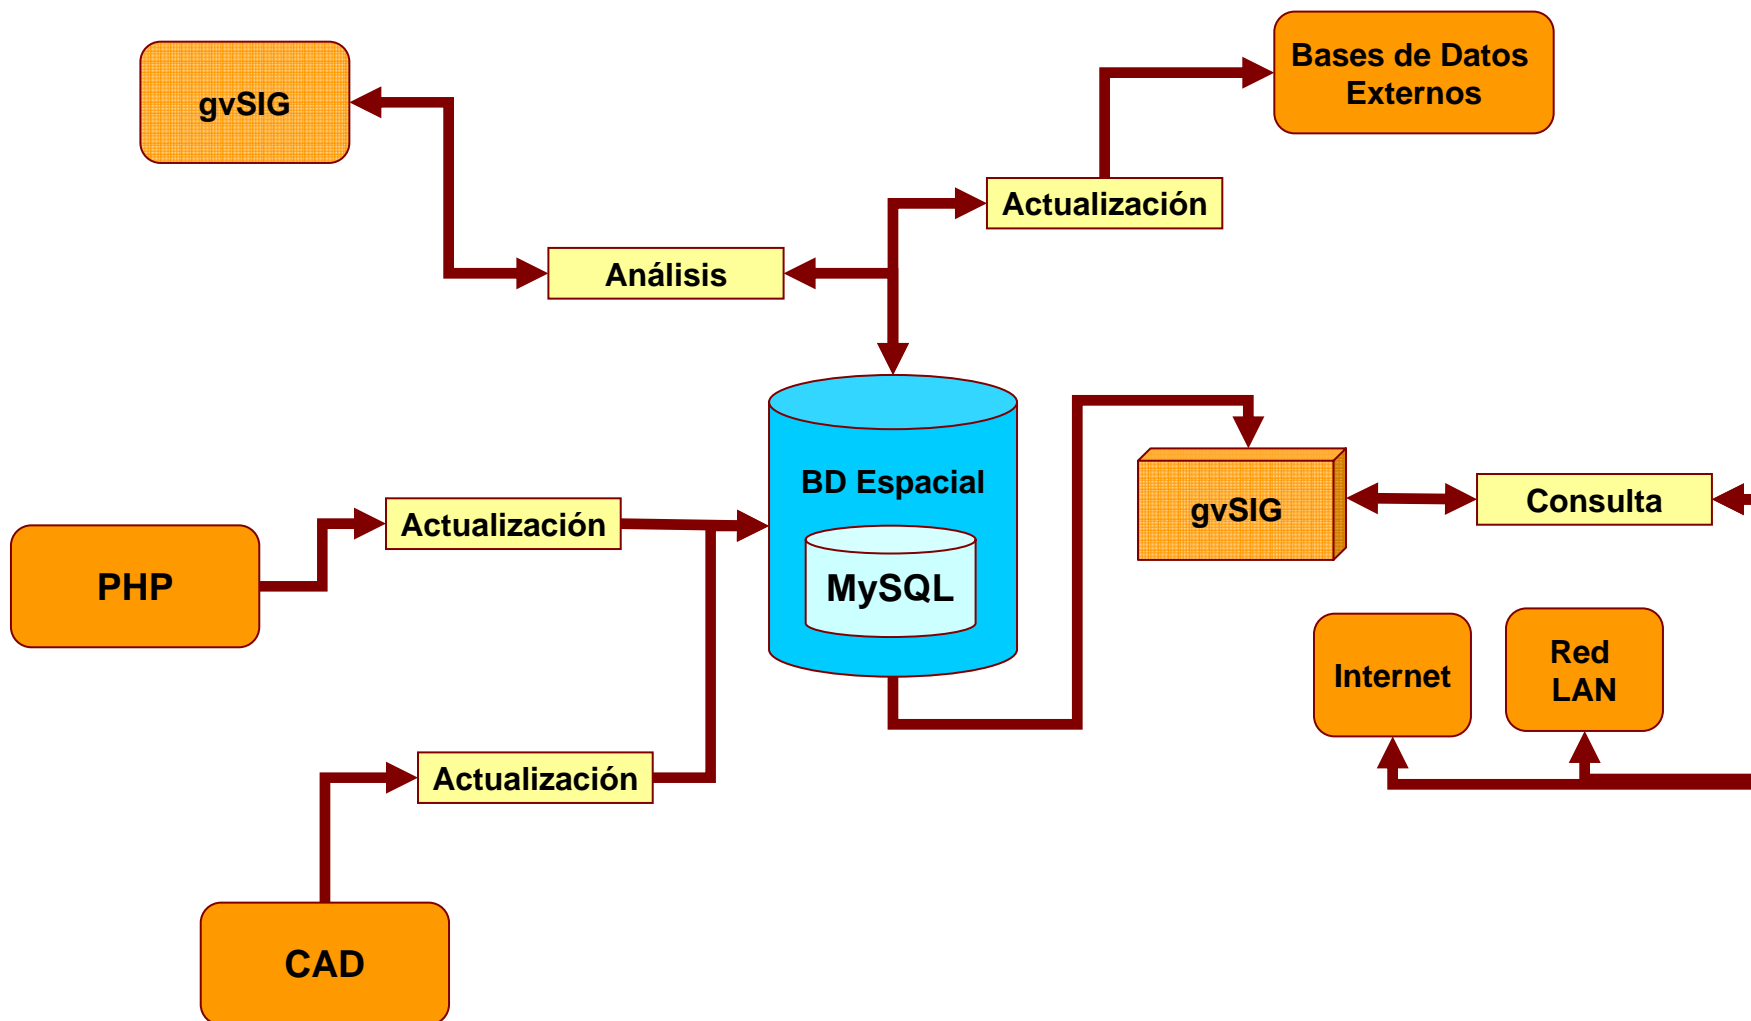 Bases de Datos
Externos
gvSIG
Actualización
Análisis
BD Espacial
MySQL
gvSIG
Consulta
Actualización
PHP
Internet
Red
LAN
Actualización
CAD